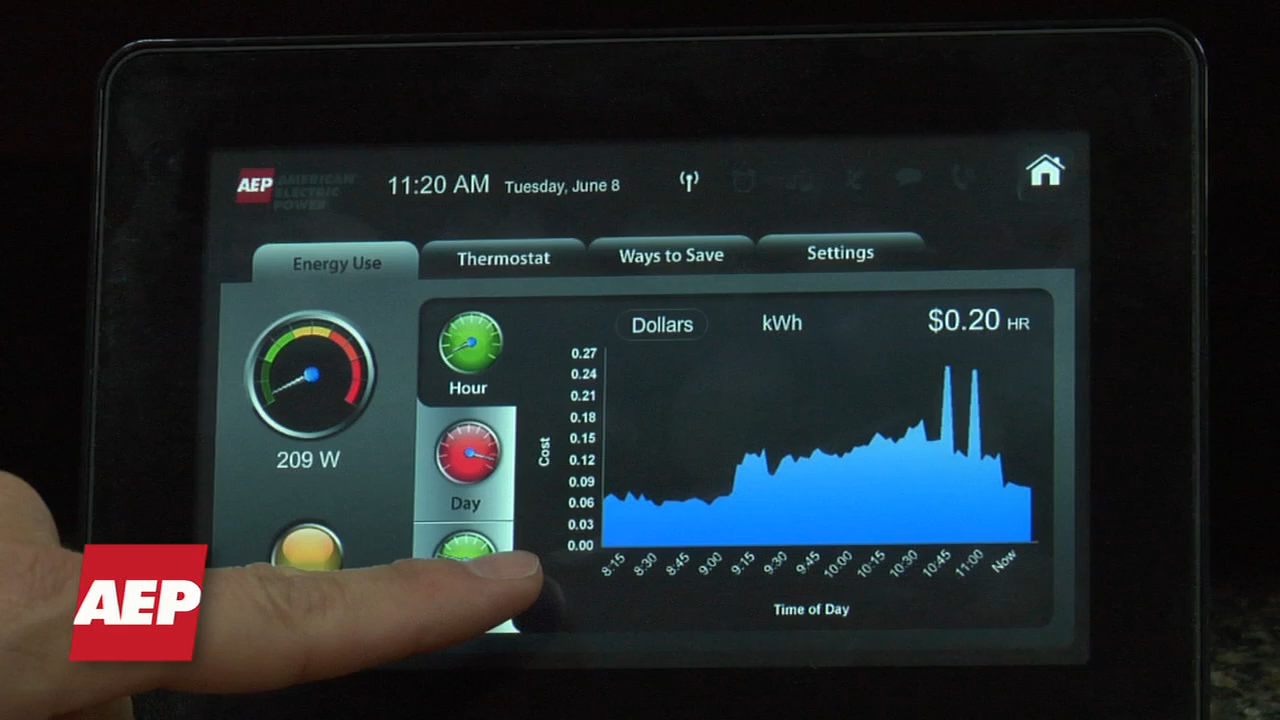 AEP AMERICAN
ELECTRIC
POWER
11:20 AM Tuesday, June 8
Energy Use Thermostat Ways to Save Settings
209 W
Hour
Day
Dollars kWh $0.20 HR
Cost
0.27
0.24
0.21
0.18
0.15
0.12
0.09
0.06
0.03
0.00
8:15 8:30 8:45 9:00 9:15 9:30 9:45 10:00 10:15 10:30 10:45 11:00 Now
Time of Day
AEP